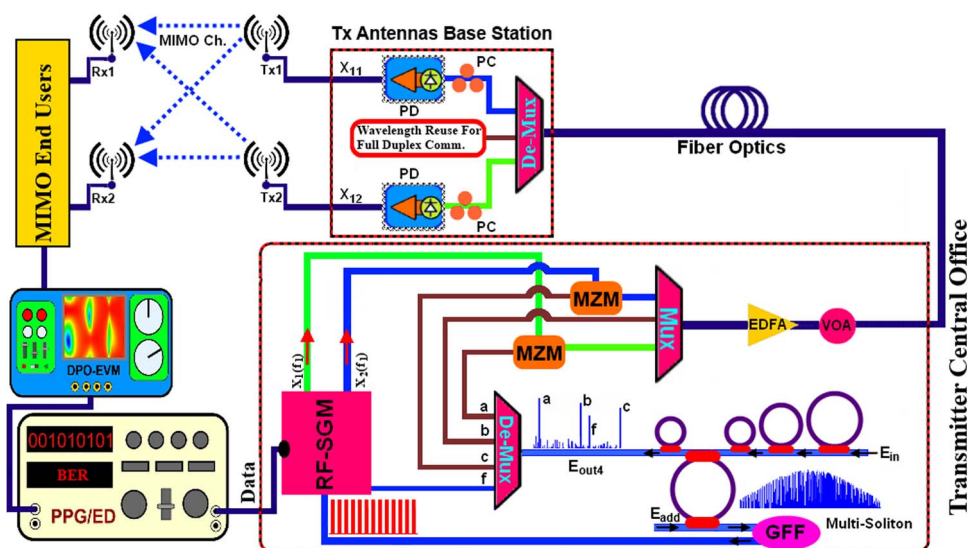 MIMO Ch.
Rx1
Tx1
Rx2
Tx2
MIMO End Users
Tx Antennas Base Station
X11
PC
PD
Wavelength Reuse For
Full Duplex Comm.
De-Mux
PD
X12
PC
Fiber Optics
Transmitter Central Office
MZM
MZM
Mux
EDFA
VOA
X1(f1)
X2(f1)
DPO-EVM
001010101
BER
PPG/ED
Data
RF-SGM
a
b
c
f
De-Mux
a
b
f
c
Eout4
Ein
Eadd
GFF
Multi-Soliton